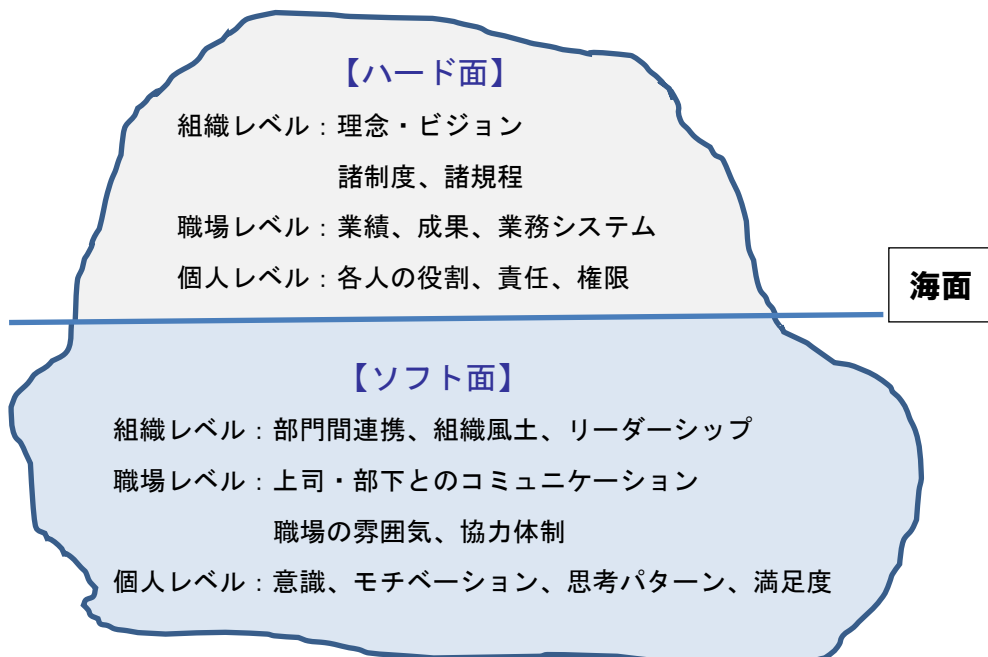 【ハード面】
組織レベル：理念・ビジョン
諸制度、諸規程
職場レベル：業績、成果、業務システム
個人レベル：各人の役割、責任、権限
海面
【ソフト面】
組織レベル：部門間連携、組織風土、リーダーシップ
職場レベル：上司・部下とのコミュニケーション
職場の雰囲気、協力体制
個人レベル：意識、モチベーション、思考パターン、満足度